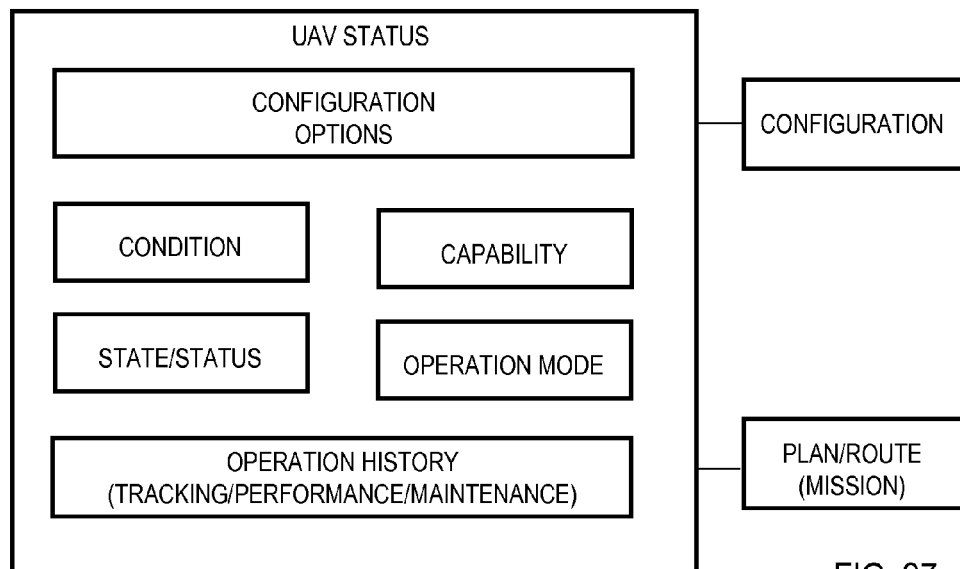 UAV STATUS
CONFIGURATION
OPTIONS
CONFIGURATION
CONDITION
CAPABILITY
STATE/STATUS
OPERATION MODE
OPERATION HISTORY
(TRACKING/PERFORMANCE/MAINTENANCE)
PLAN/ROUTE
(MISSION)